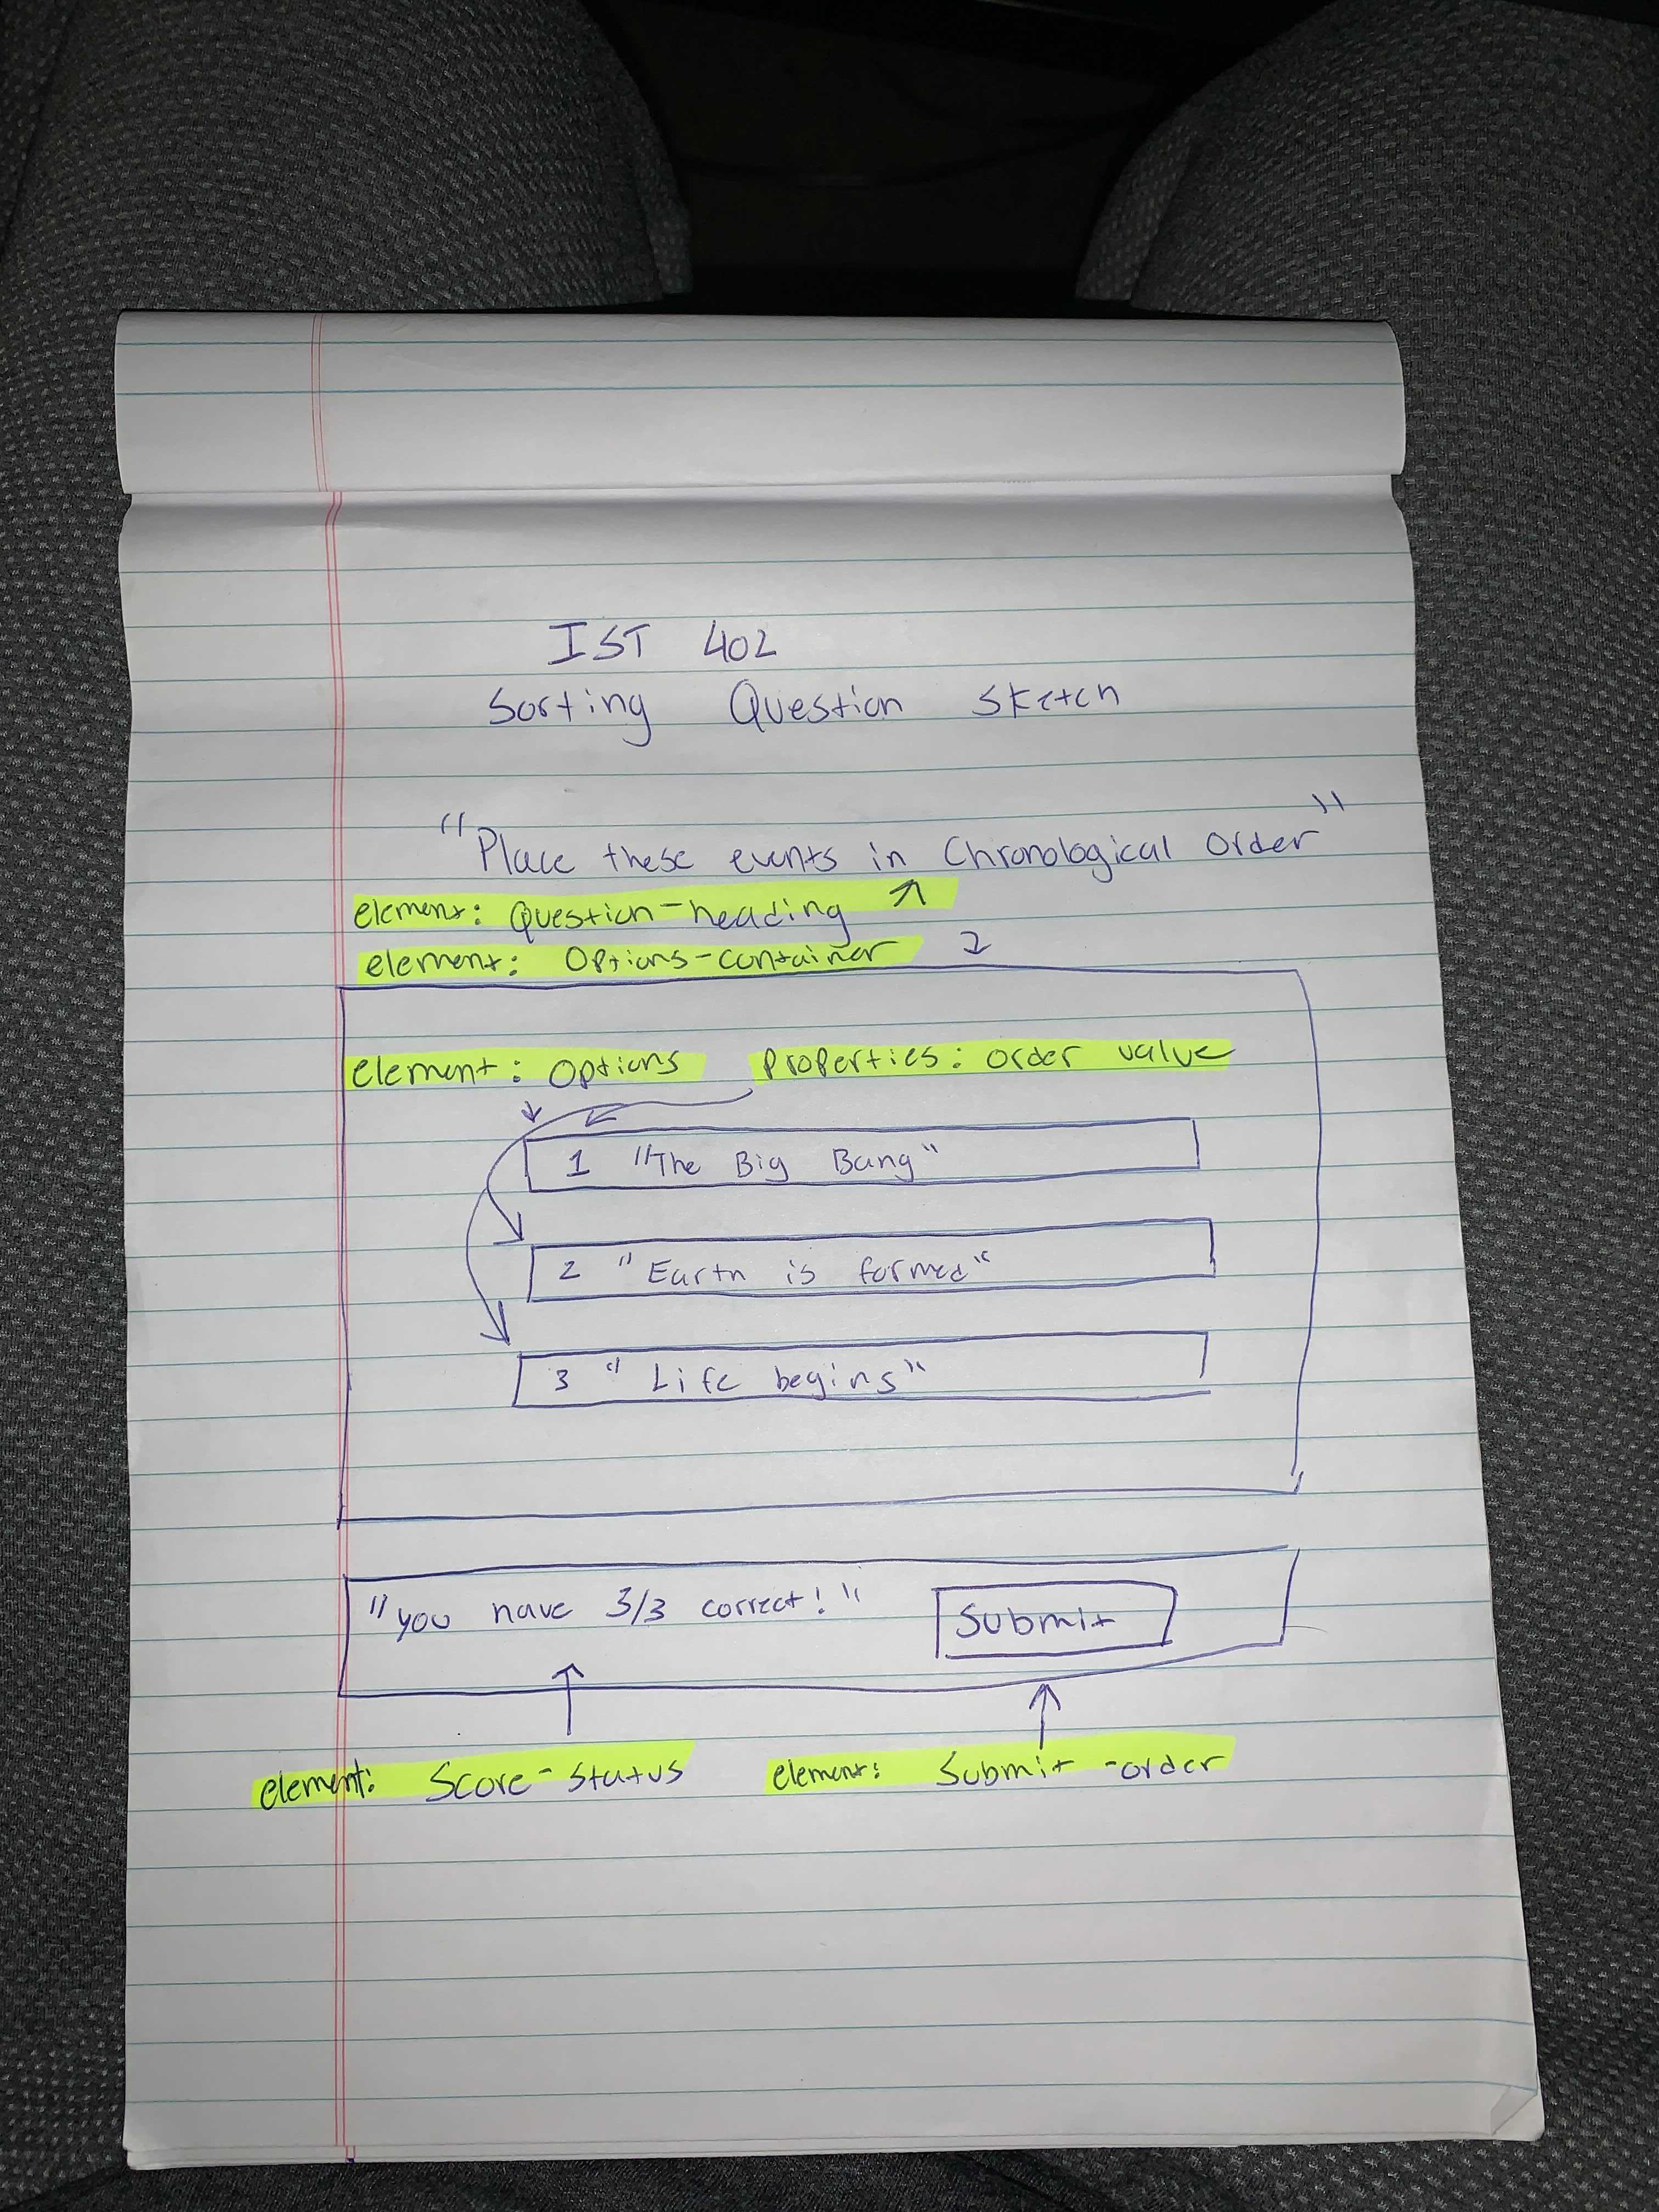 IST 402
Sorting Question Sketch
"Place these events in Chronological Order"
element: Question-heading
element: Options-container
element: Options Properties: order value
1 "The Big Bang"
2 "Earth is formed"
3 "Life begins"
"you have 3/3 correct!" Submit
element: Score-status element: Submit-order